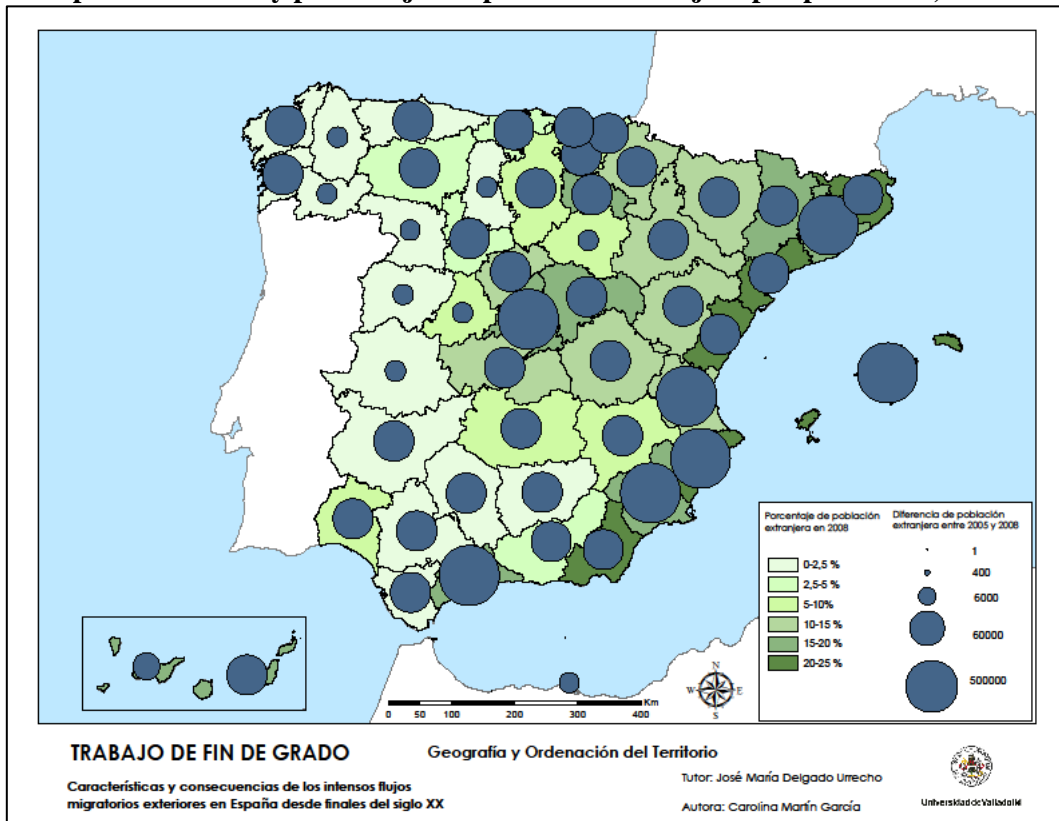 Porcentaje de población
extranjera en 2008
0-2,5 %
2,5-5 %
5-10%
10-15 %
15-20 %
20-25 %
Diferencia de población
extranjera entre 2005 y 2008
1
400
6000
60000
500000
N
W E
S
Km
0 50 100 200 300 400
TRABAJO DE FIN DE GRADO
Geografía y Ordenación del Territorio
Características y consecuencias de los intensos flujos
migratorios exteriores en España desde finales del siglo XX
Tutor: José María Delgado Urrecho
Autora: Carolina Martín García
Universidad de Valladolid